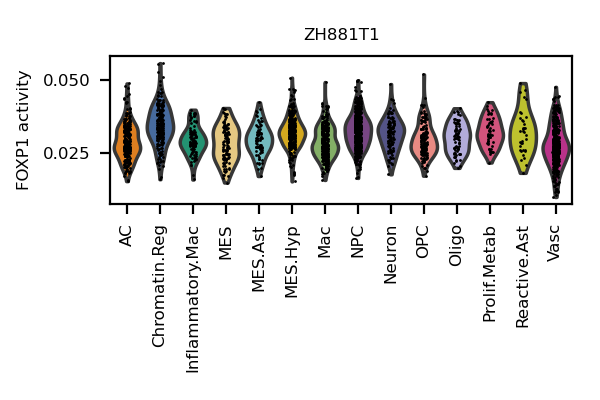 ZH881T1
FOXP1 activity
0.050
0.025
AC
Chromatin.Reg
Inflammatory.Mac
MES
MES.Ast
MES.Hyp
Mac
NPC
Neuron
OPC
Oligo
Prolif.Metab
Reactive.Ast
Vasc